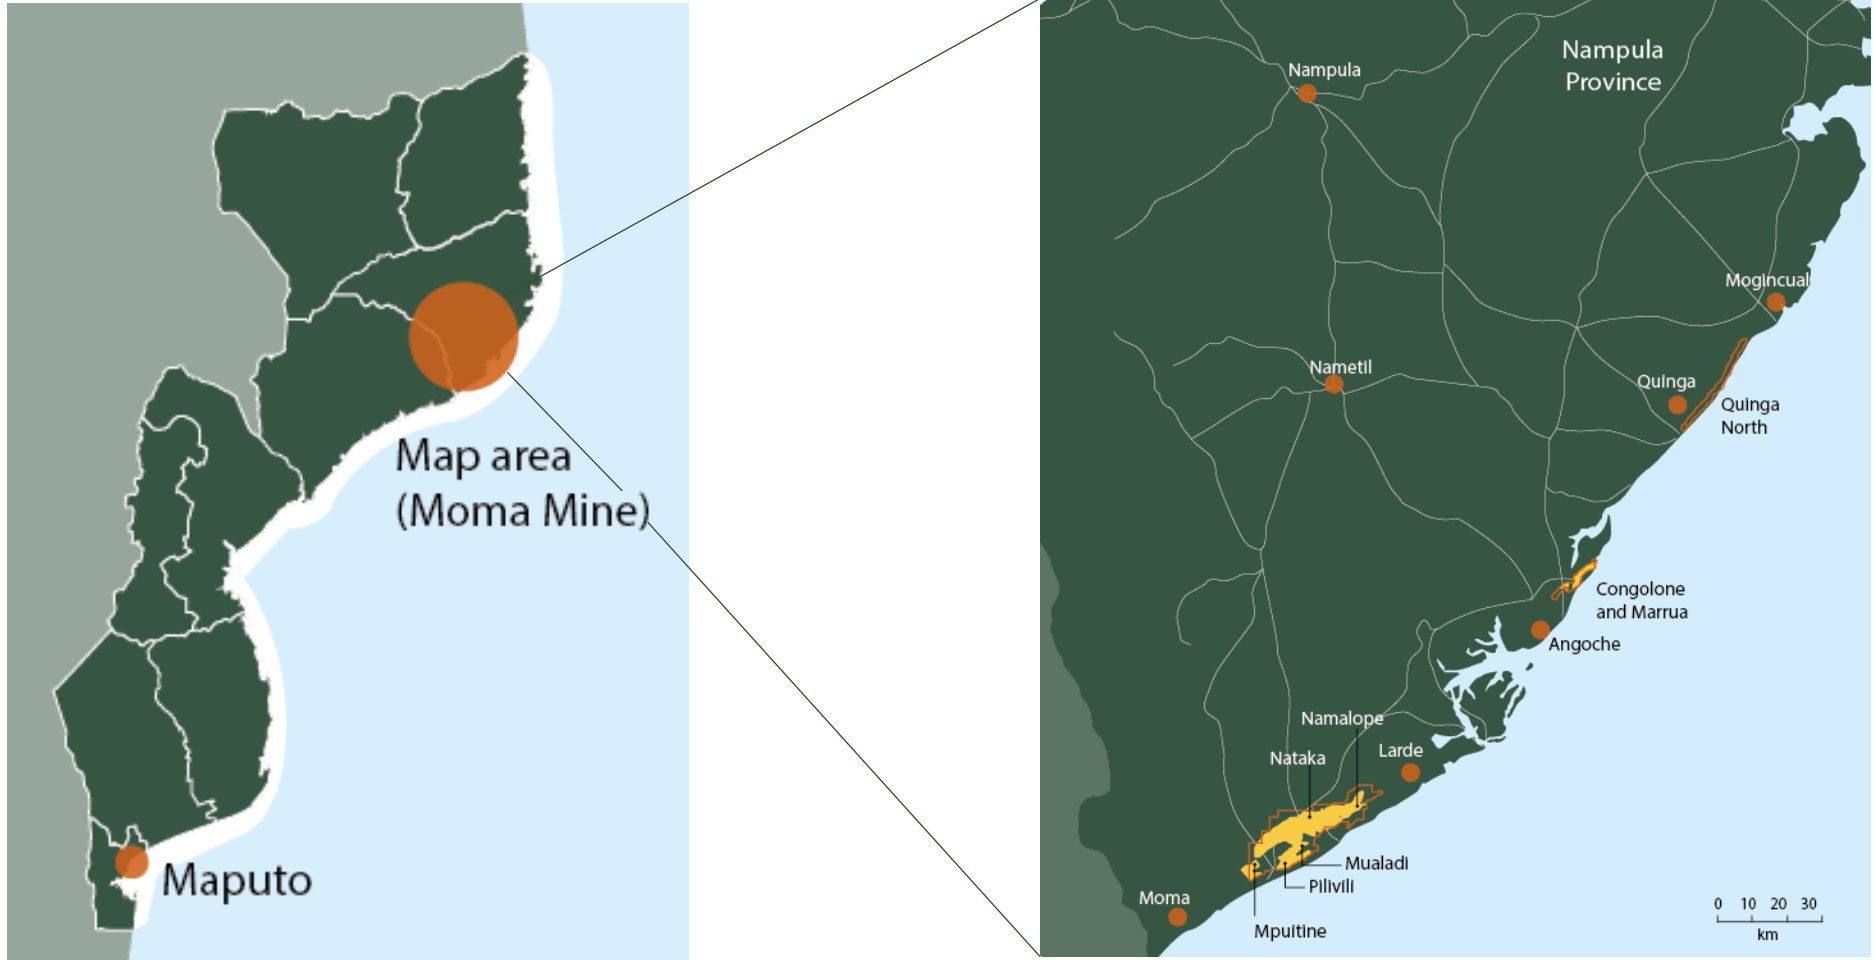 Map area
(Moma Mine)
Maputo
Nampula
Province
Nampula
Mogincual
Nametil
Quinga
Quinga
North
Congolone
and Marrua
Angoche
Namalope
Larde
Nataka
Mualadi
Pilivili
Moma
Mpuitine
0 10 20 30
km